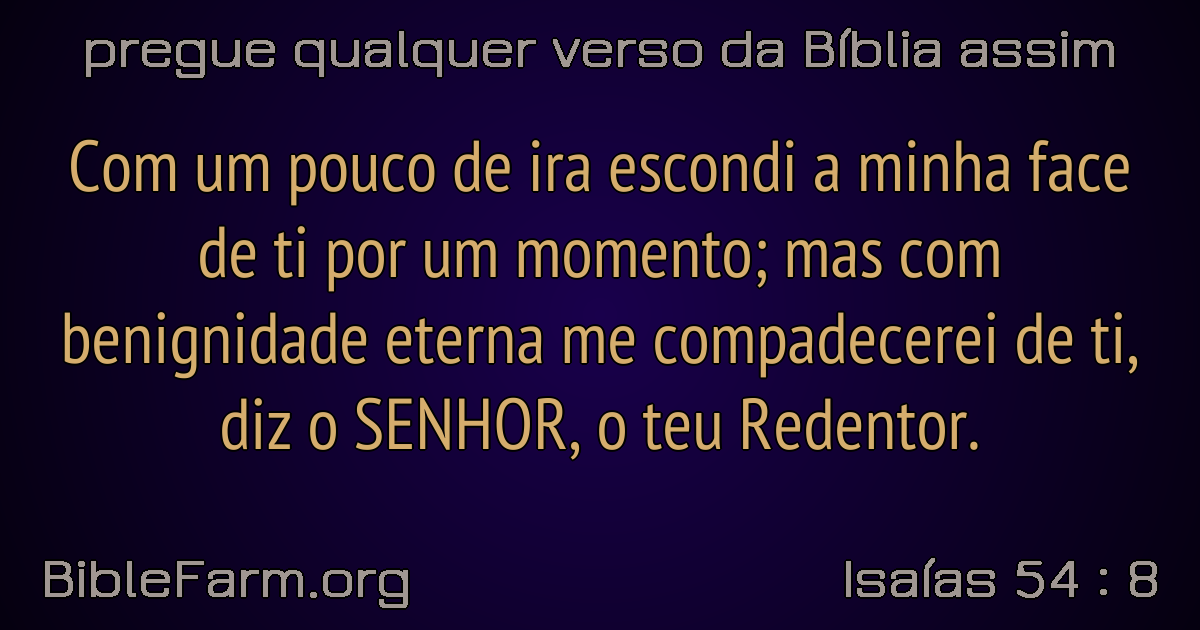 pregue qualquer verso da Bíblia assim
Com um pouco de ira escondi a minha face
de ti por um momento; mas com
benignidade eterna me compadecerei de ti,
diz o SENHOR, o teu Redentor.
BibleFarm.org
Isaías 54 : 8